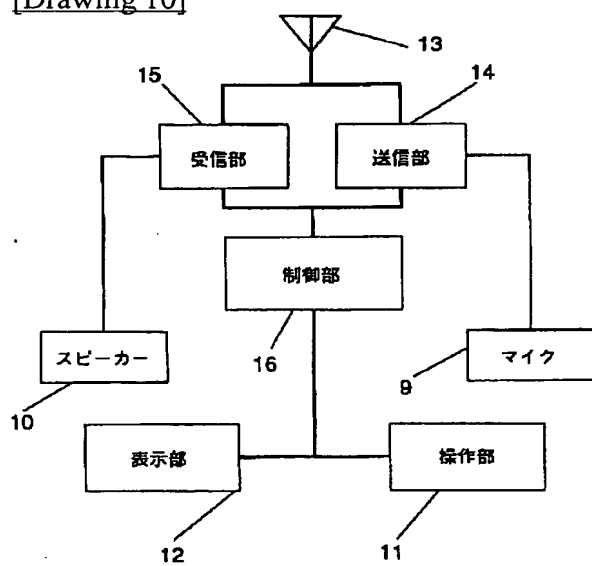 [Drawing 10]
13
15
14
受信部
送信部
制御部
スピーカー
16
マイク
10
9
表示部
操作部
12
11